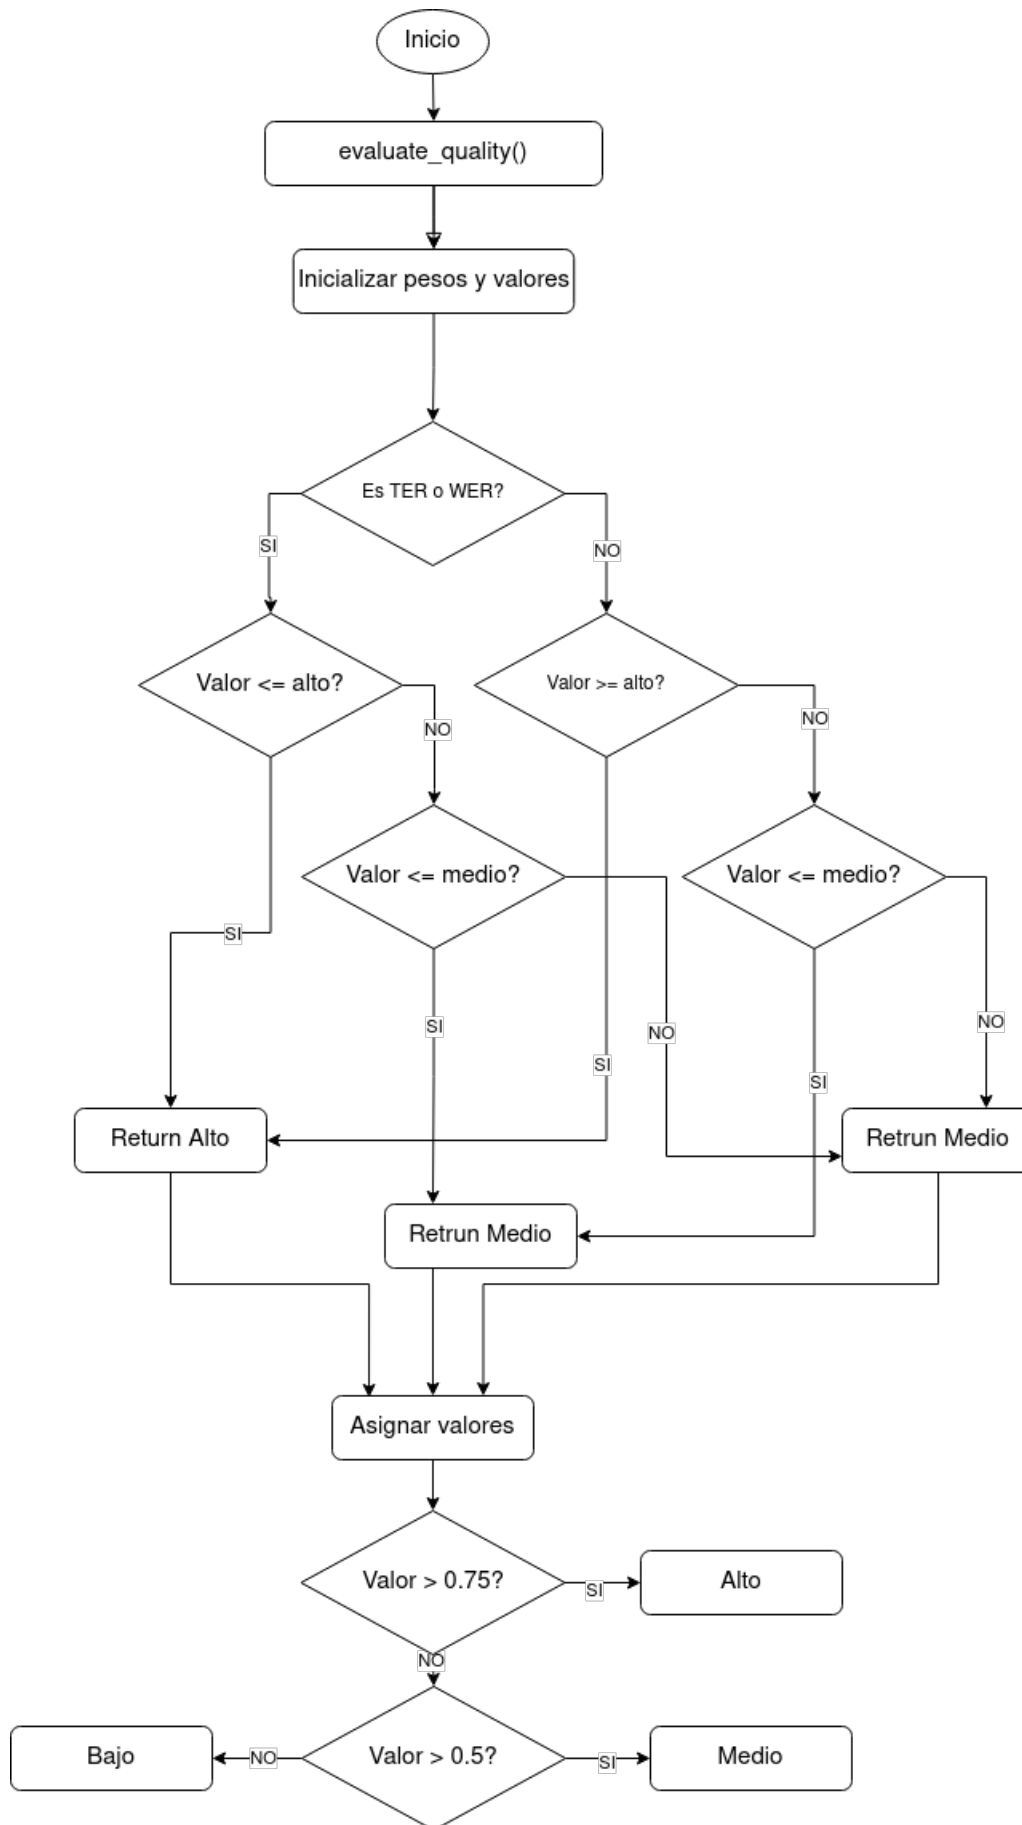 Inicio
evaluate_quality()
Inicializar pesos y valores
Es TER o WER?
SI
NO
Valor <= alto?
Valor >= alto?
NO
NO
Valor <= medio?
Valor <= medio?
SI
SI
NO
NO
SI
SI
Return Alto
Retrun Medio
Retrun Medio
Asignar valores
Valor > 0.75?
SI
Alto
NO
Bajo
NO
Valor > 0.5?
SI
Medio